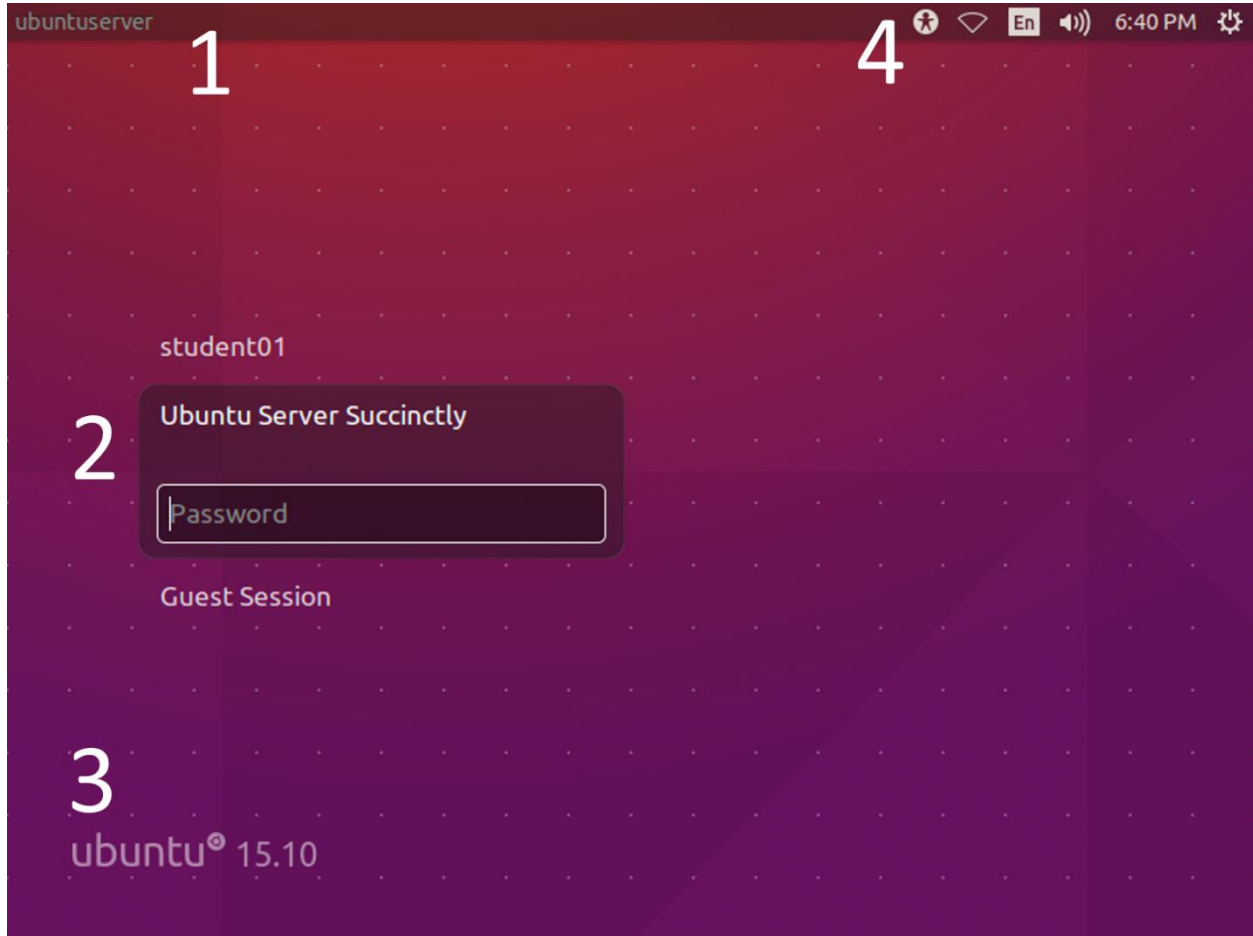 ubuntuserver
1
4
En
6:40 PM
student01
2
Ubuntu Server Succinctly
Password
Guest Session
3
ubuntu 15.10